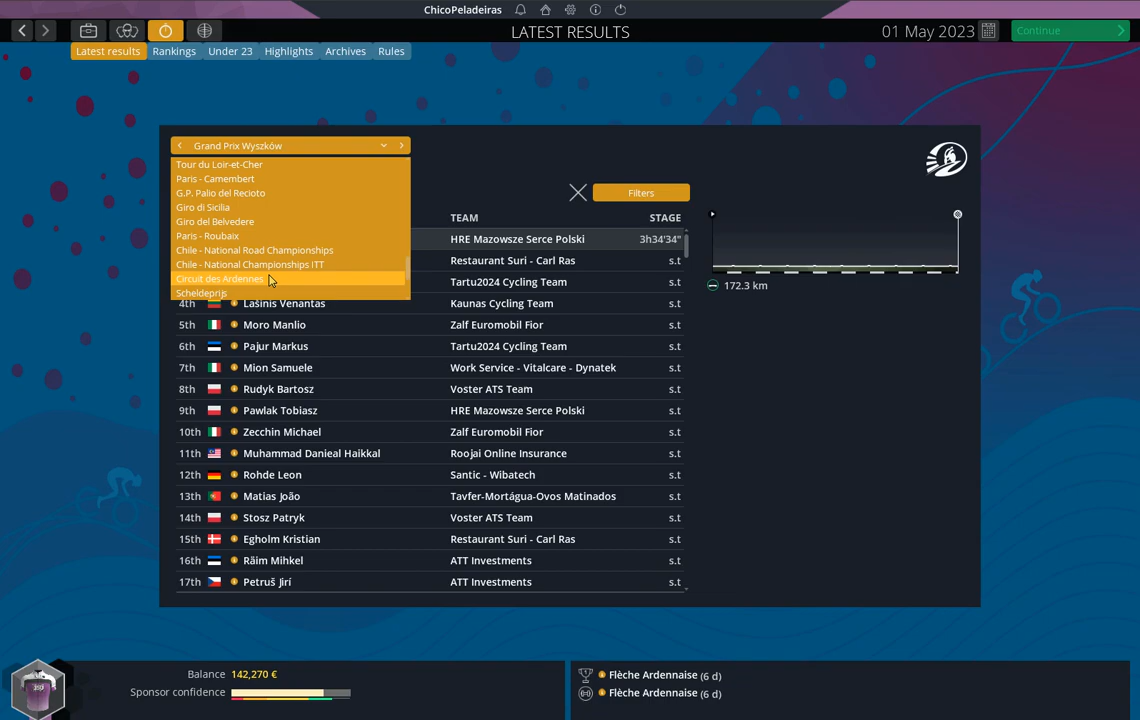 ChicoPeladeiras
LATEST RESULTS
01 May 2023
Continue
Latest results
Rankings
Under 23
Highlights
Archives
Rules
Grand Prix Wyszków
Tour du Loir-et-Cher
Paris - Camembert
G.P. Palio del Recioto
Giro di Sicilia
Giro del Belvedere
Paris - Roubaix
Chile - National Road Championships
Chile - National Championships ITT
Circuit des Ardennes
Scheldeprijs
Filters
TEAM STAGE
HRE Mazowsze Serce Polski 3h34'34"
Restaurant Suri - Carl Ras s.t
Tartu2024 Cycling Team s.t
4th Lašinis Venantas Kaunas Cycling Team s.t
5th Moro Manlio Zalf Euromobil Fior s.t
6th Pajur Markus Tartu2024 Cycling Team s.t
7th Mion Samuele Work Service - Vitalcare - Dynatek s.t
8th Rudyk Bartosz Voster ATS Team s.t
9th Pawlak Tobiasz HRE Mazowsze Serce Polski s.t
10th Zecchin Michael Zalf Euromobil Fior s.t
11th Muhammad Danieal Haikkal Roojai Online Insurance s.t
12th Rohde Leon Santic - Wibatech s.t
13th Matias João Tavfer-Mortágua-Ovos Matinados s.t
14th Stosz Patryk Voster ATS Team s.t
15th Egholm Kristian Restaurant Suri - Carl Ras s.t
16th Räim Mihkel ATT Investments s.t
17th Petruš Jirí ATT Investments s.t
172.3 km
Balance 142,270 €
Sponsor confidence
Flèche Ardennaise (6 d)
Flèche Ardennaise (6 d)